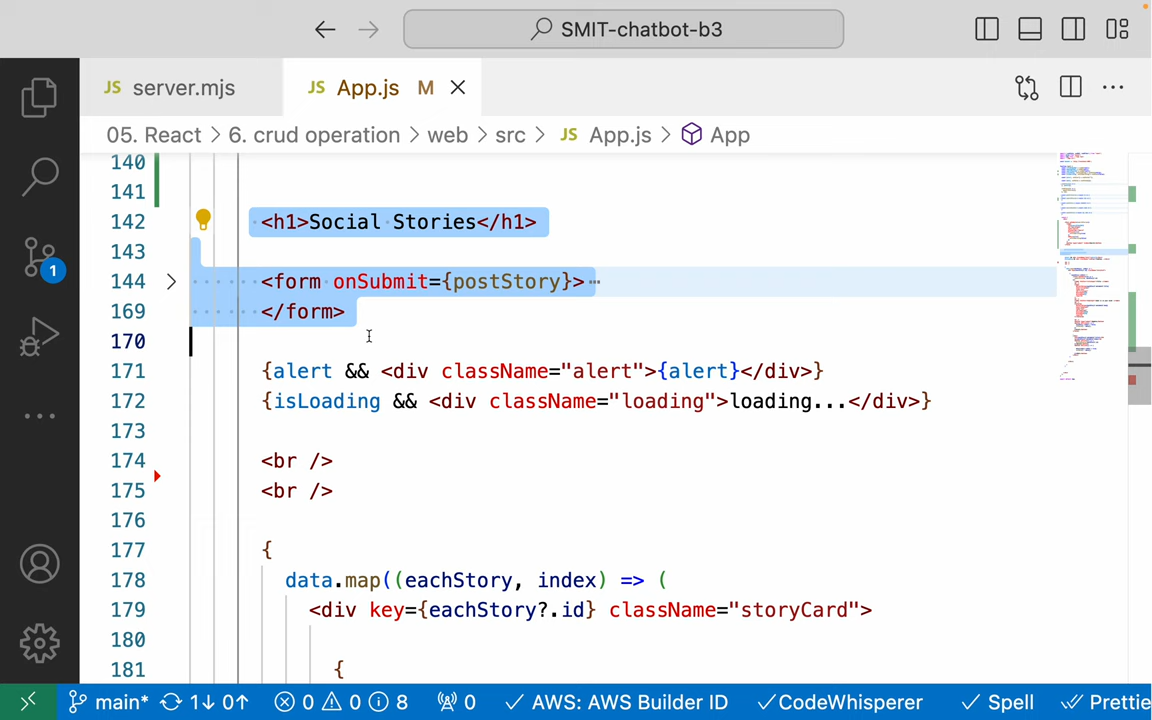 SMIT-chatbot-b3
JS server.mjs
JS App.js M
05. React > 6. crud operation > web > src > JS App.js > App
140
141
142 <h1>Social Stories</h1>
143
144 <form onSubmit={postStory}>
169 </form>
170
171 {alert && <div className="alert">{alert}</div>}
172 {isLoading && <div className="loading">loading...</div>}
173
174 <br />
175 <br />
176
177 {
178 data.map((eachStory, index) => (
179 <div key={eachStory?.id} className="storyCard">
180
181 {
1
main* 1↓ 0↑ 0 0 8 0 AWS: AWS Builder ID CodeWhisperer Spell Prettie